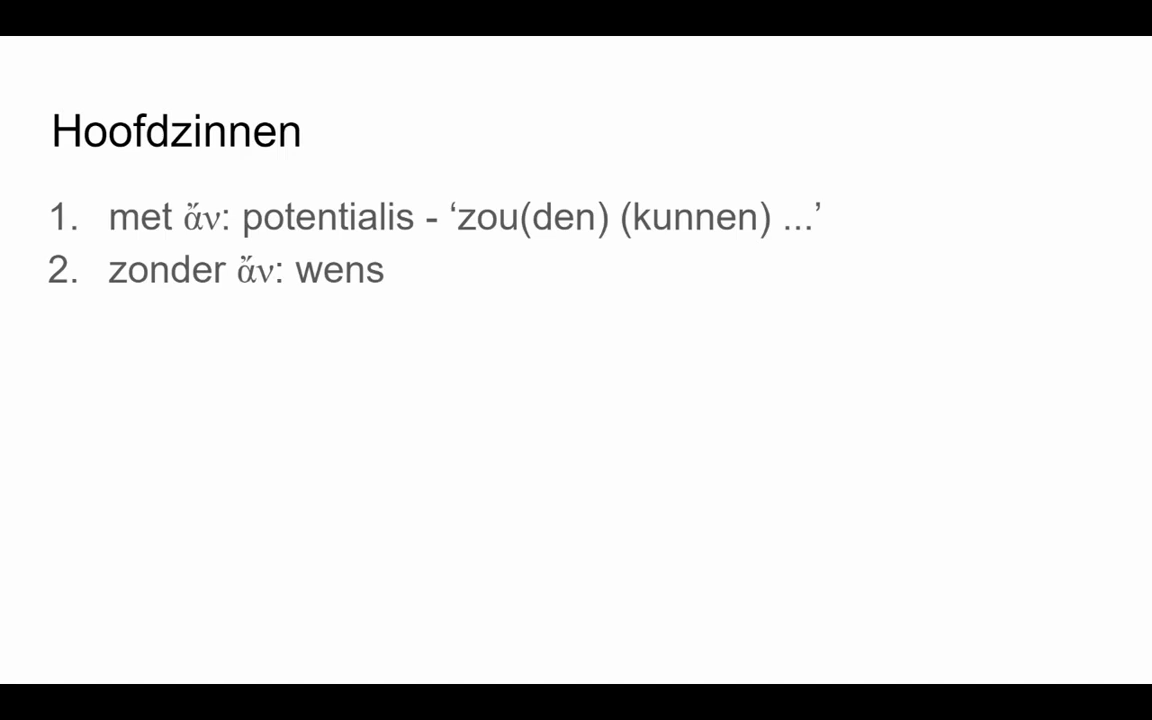 Hoofdzinnen
1. met ἄν: potentialis - ‘zou(den) (kunnen) ...’
2. zonder ἄν: wens